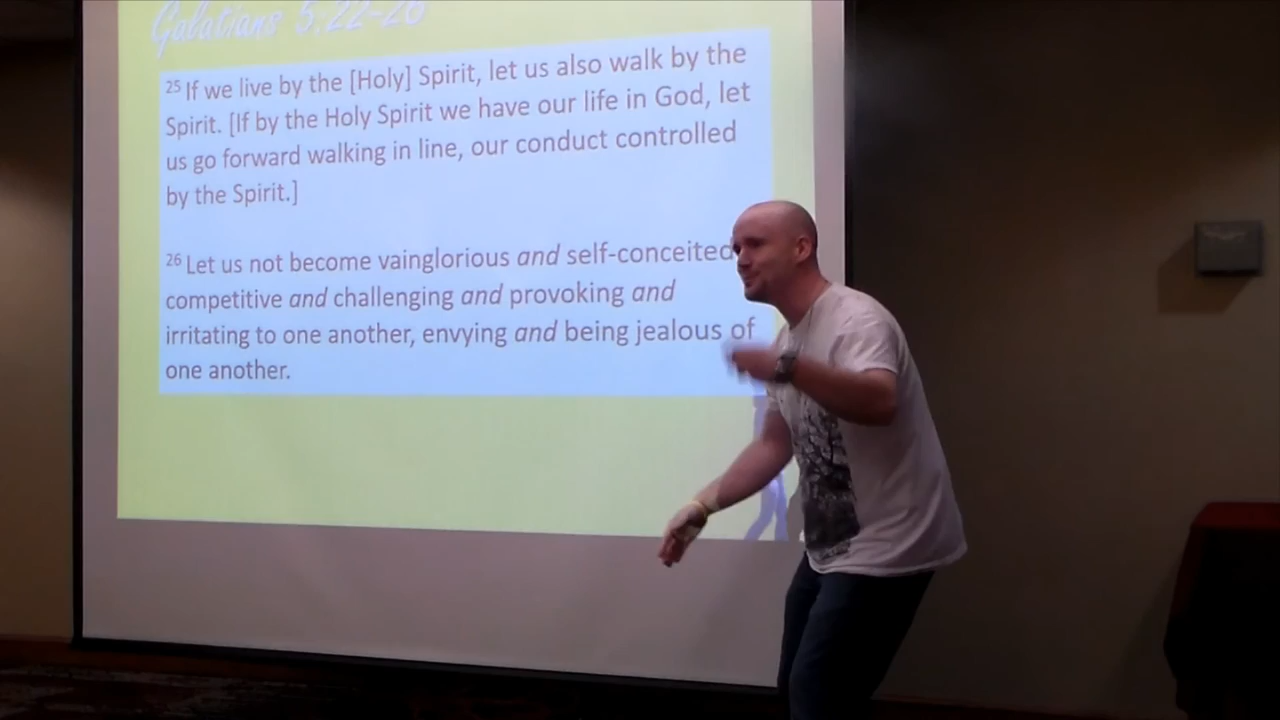 Galatians 5:22-26
25 If we live by the [Holy] Spirit, let us also walk by the
Spirit. [If by the Holy Spirit we have our life in God, let
us go forward walking in line, our conduct controlled
by the Spirit.]
26 Let us not become vainglorious and self-conceited
competitive and challenging and provoking and
irritating to one another, envying and being jealous of
one another.